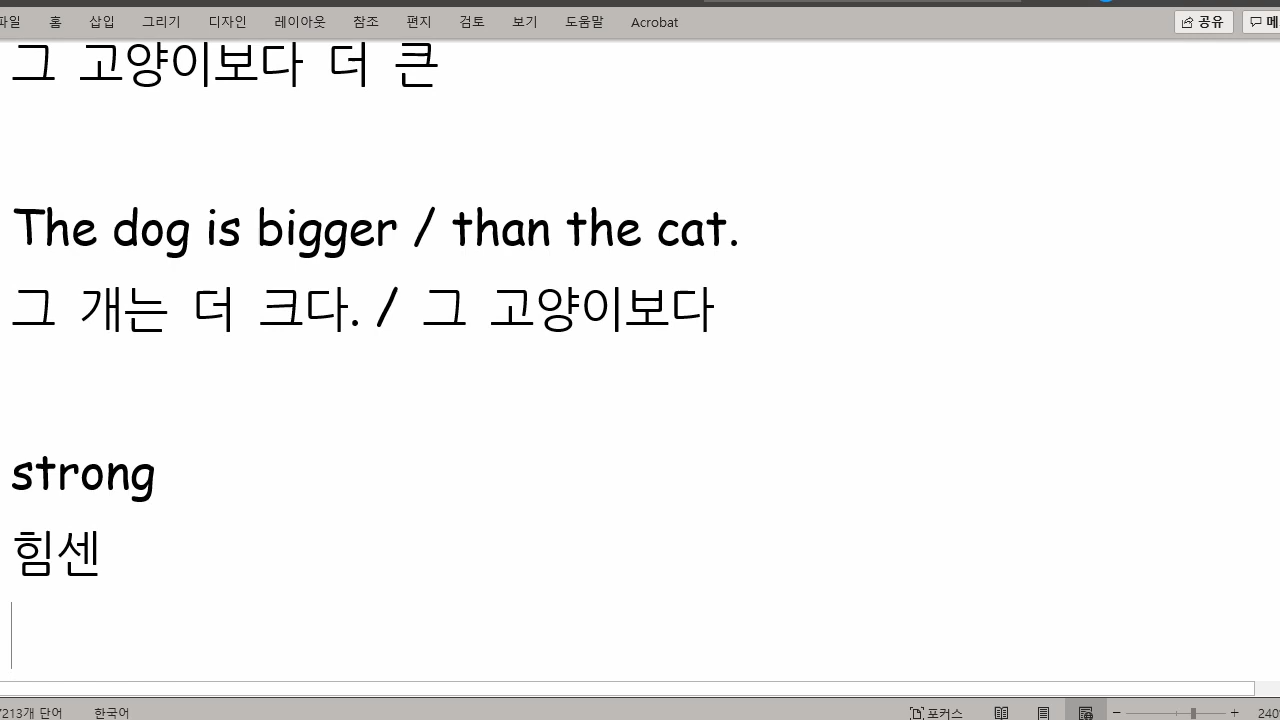 파일 홈 삽입 그리기 디자인 레이아웃 참조 편지 검토 보기 도움말 Acrobat 공유
그 고양이보다 더 큰
The dog is bigger / than the cat.
그 개는 더 크다. / 그 고양이보다
strong
힘센
7213개 단어 한국어 포커스